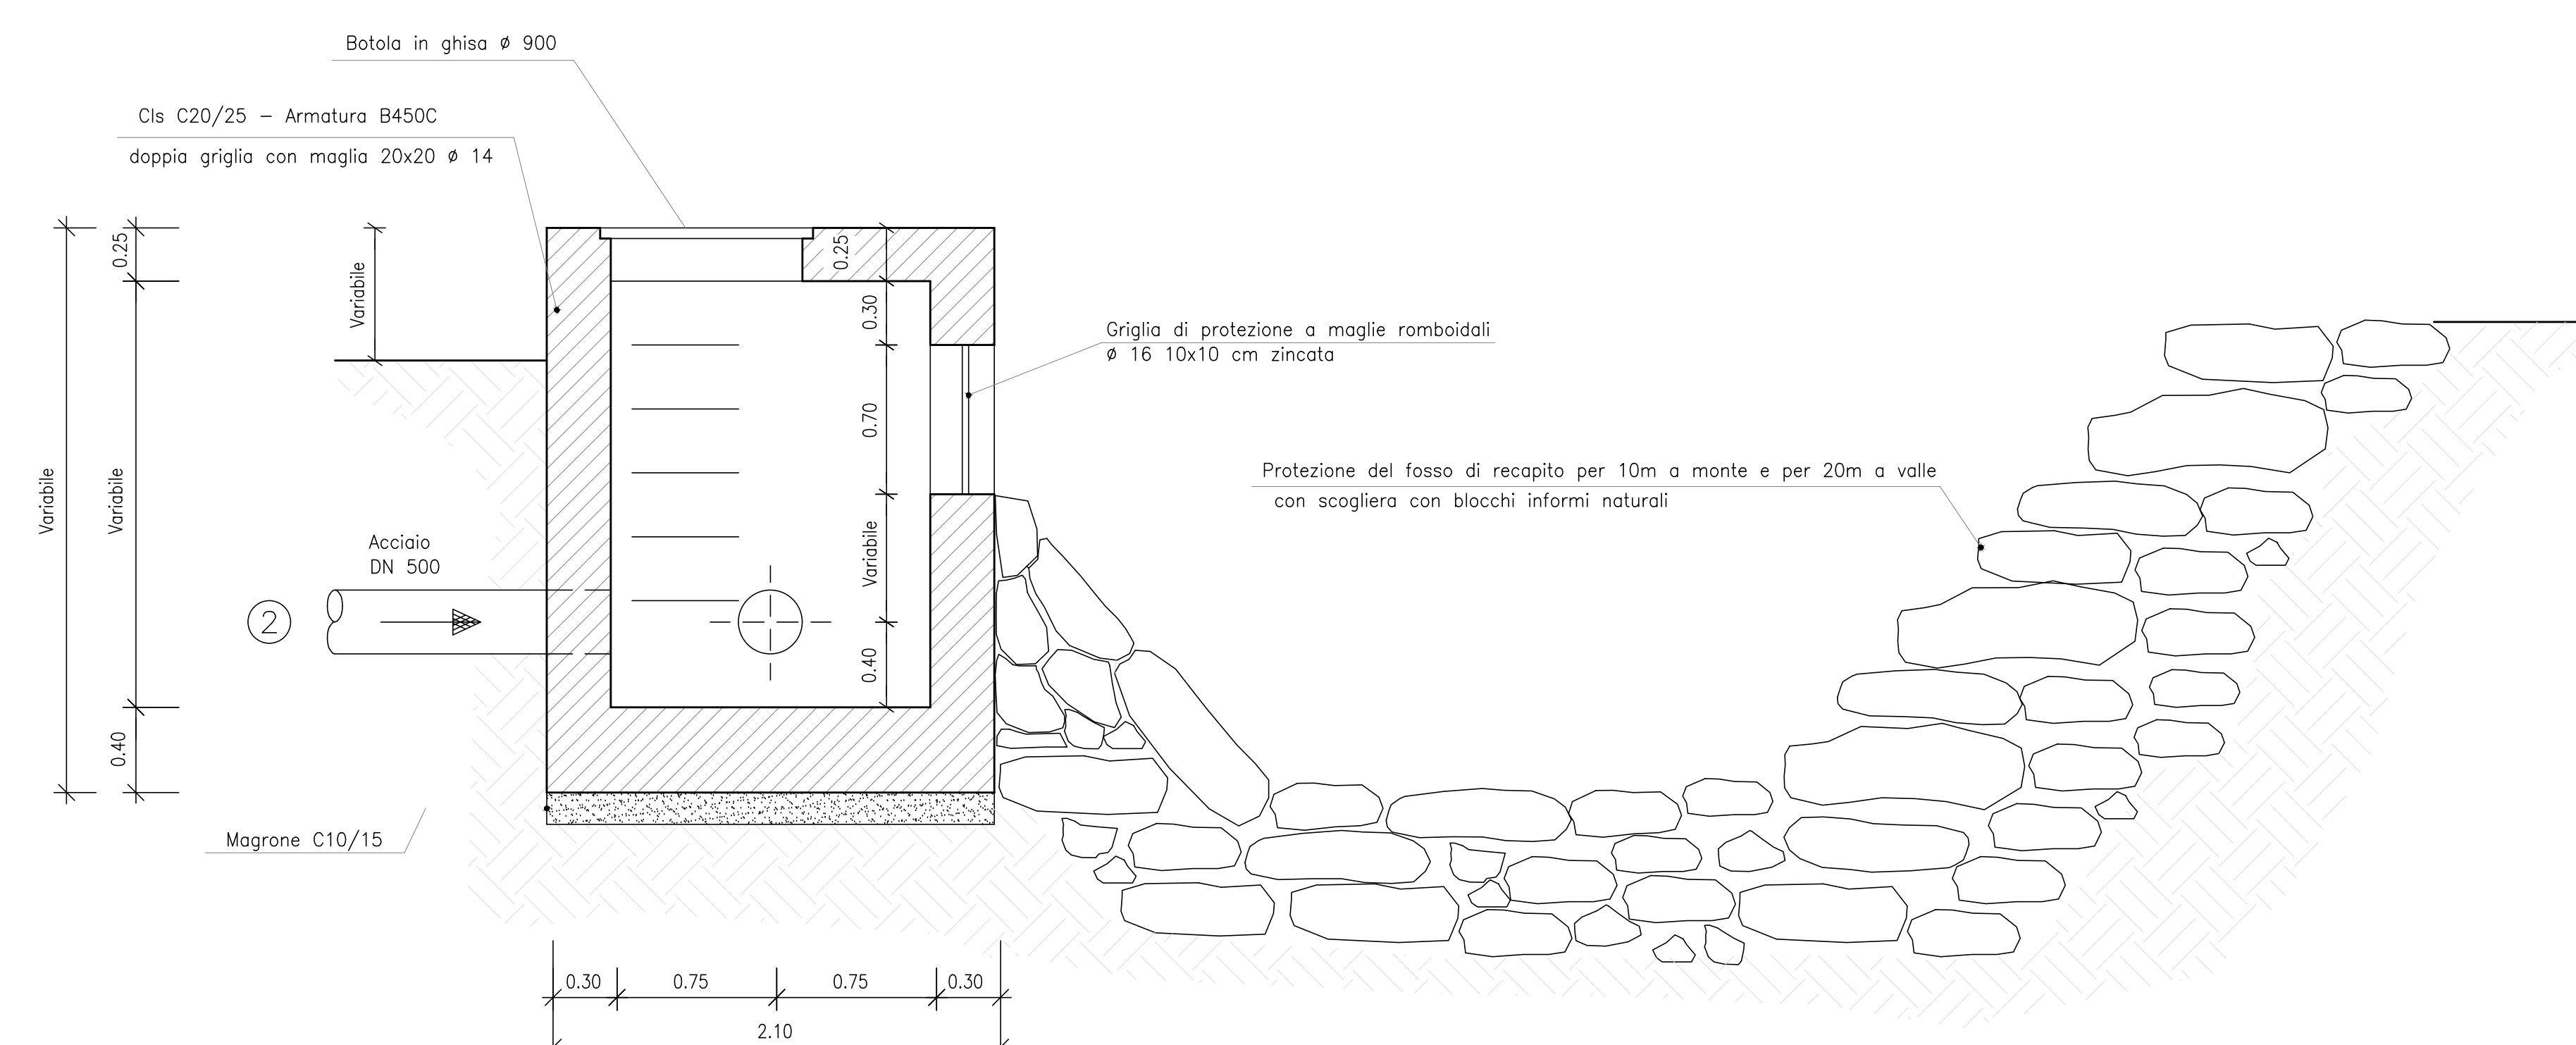 Botola in ghisa ø 900
Cls C20/25 – Armatura B450C
doppia griglia con maglia 20x20 ø 14
0.25
0.25
Variabile
0.30
Griglia di protezione a maglie romboidali
ø 16 10x10 cm zincata
0.70
Protezione del fosso di recapito per 10m a monte e per 20m a valle
con scogliera con blocchi informi naturali
Variabile
Variabile
Variabile
Acciaio
DN 500
2
0.40
0.40
Magrone C10/15
0.30 0.75 0.75 0.30
2.10